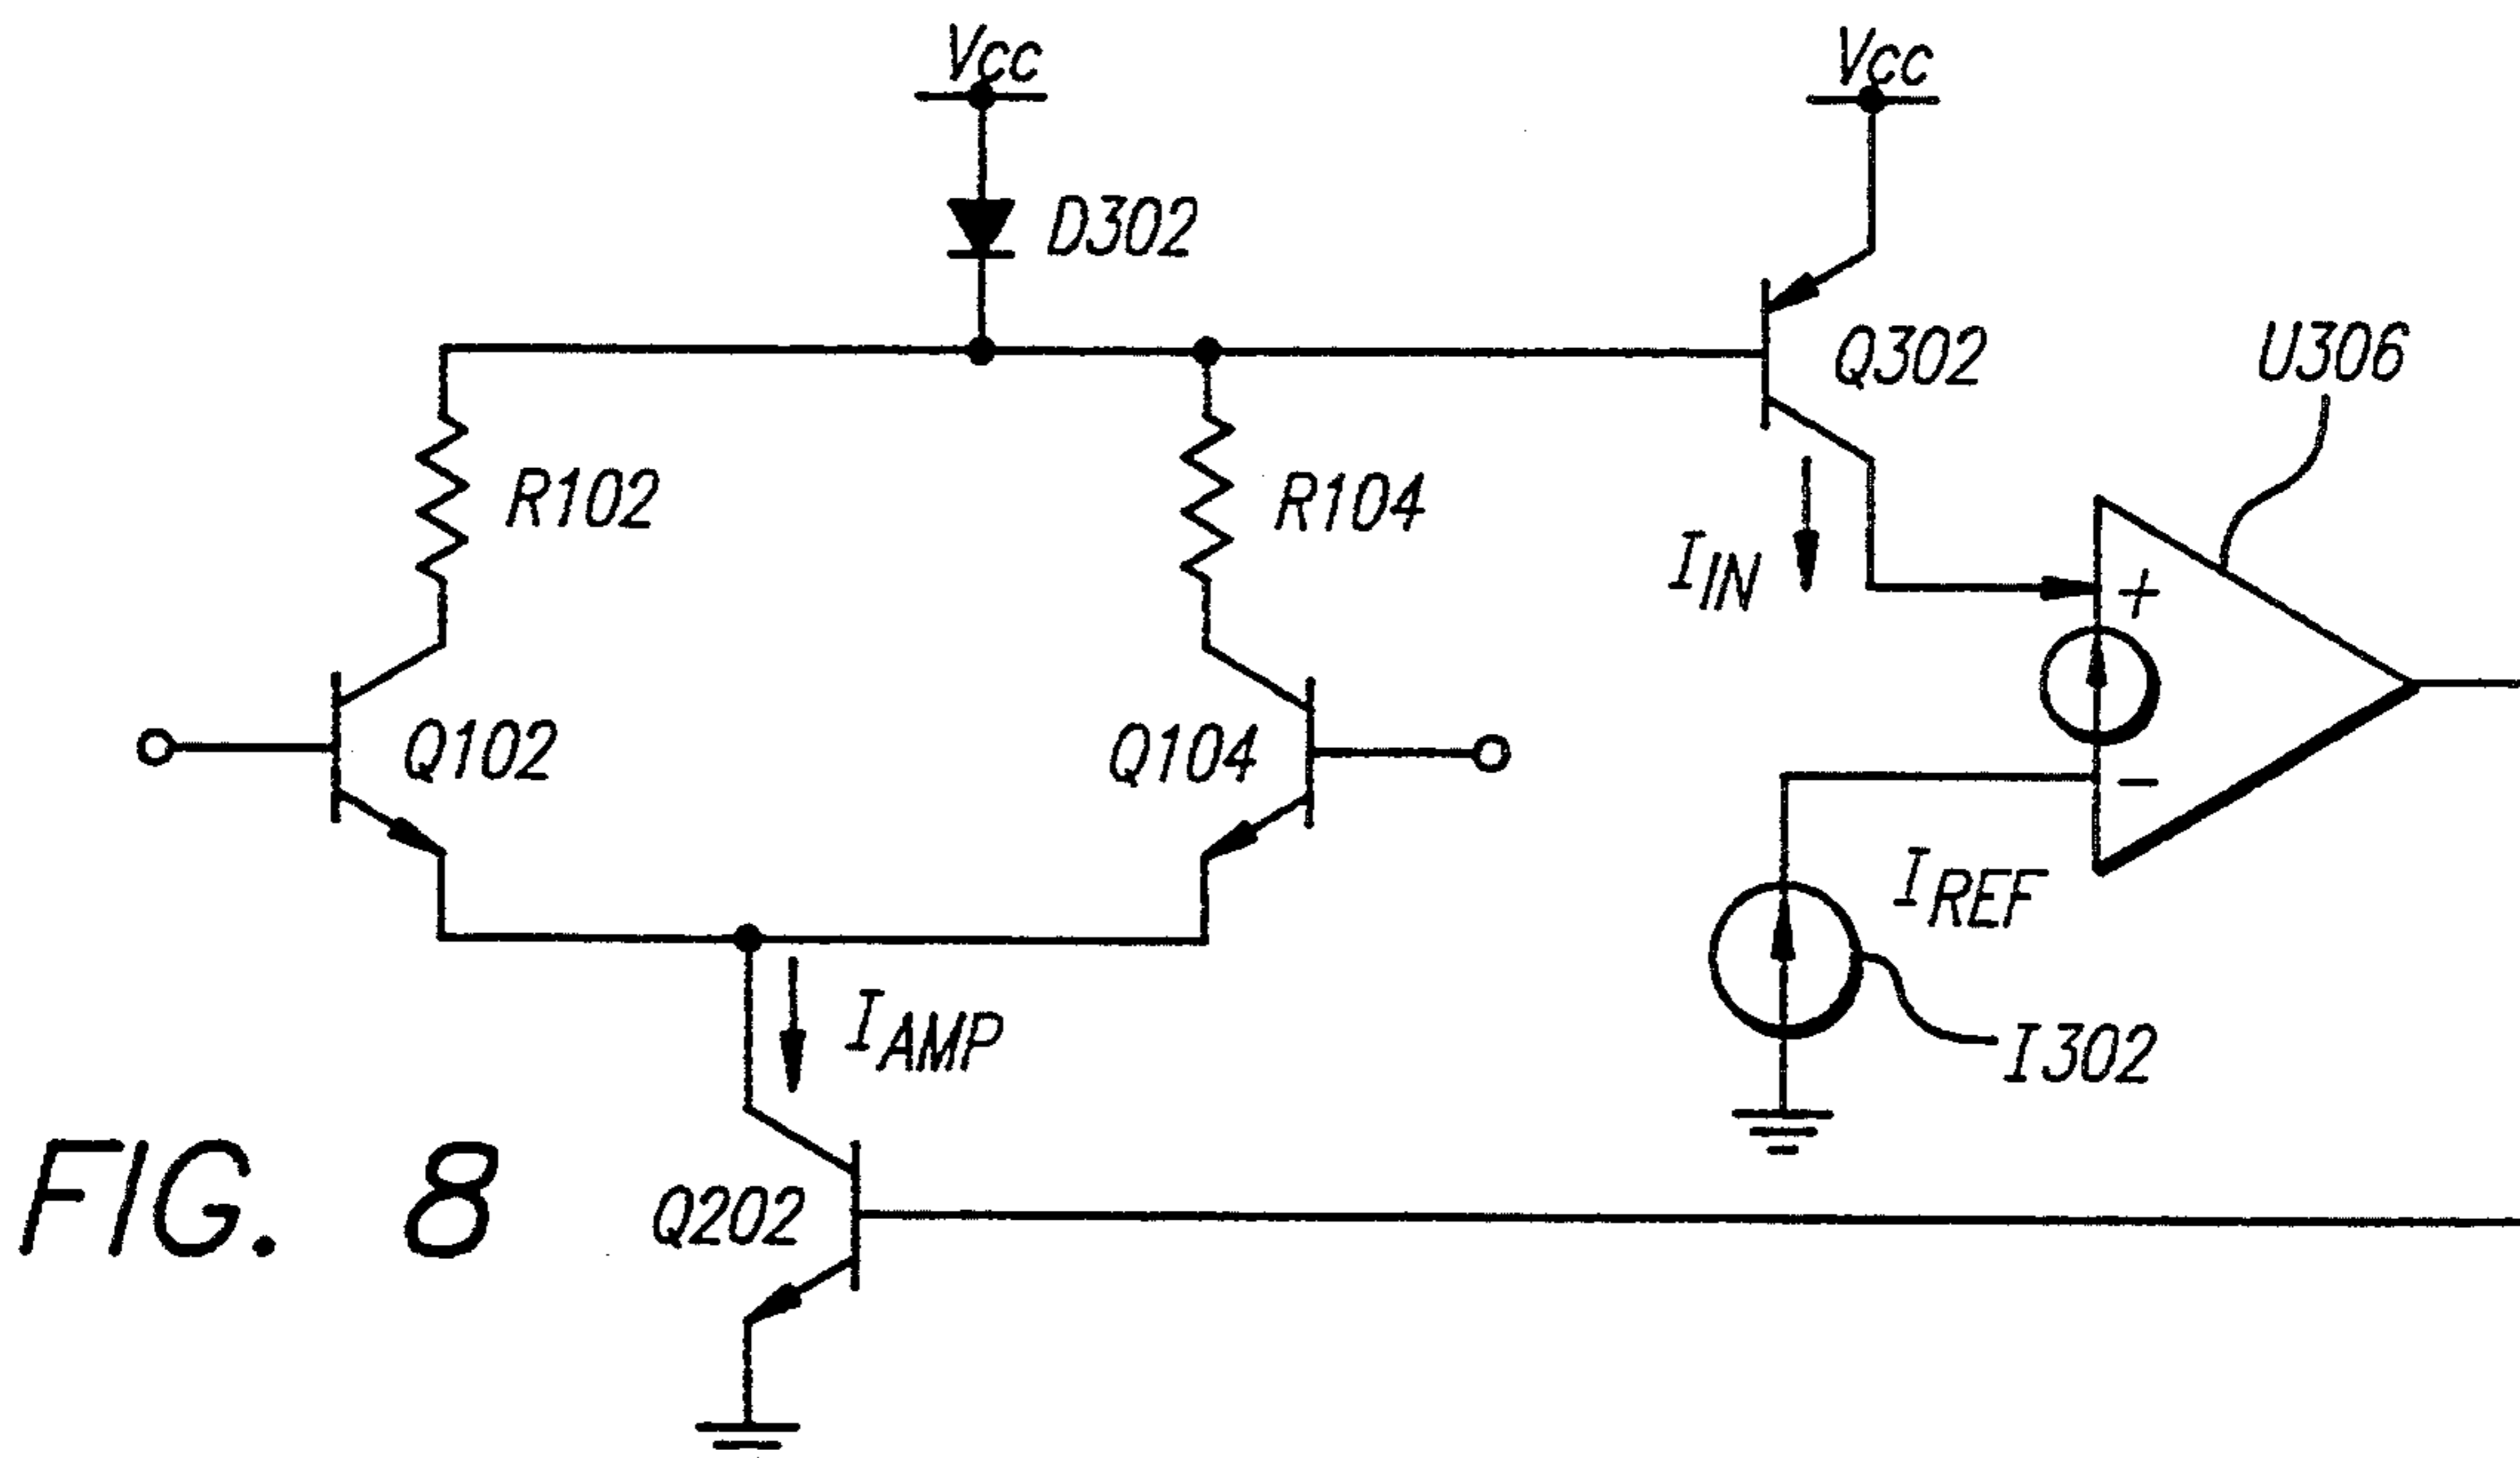 Vcc
Vcc
D302
Q302
U306
R102
R104
IIN
+
Q102
Q104
−
IREF
IAMP
I302
FIG. 8
Q202